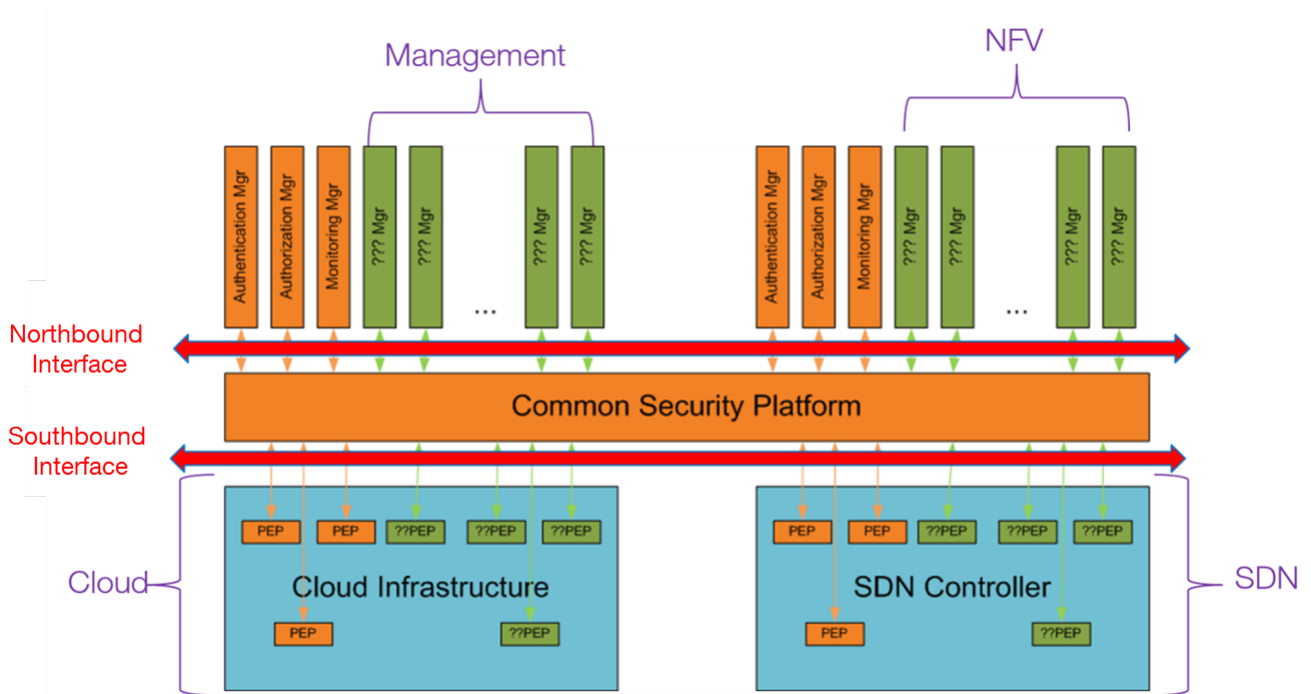 Management
NFV
Authentication Mgr
Authorization Mgr
Monitoring Mgr
??? Mgr
??? Mgr
...
??? Mgr
??? Mgr
Authentication Mgr
Authorization Mgr
Monitoring Mgr
??? Mgr
??? Mgr
...
??? Mgr
??? Mgr
Northbound
Interface
Common Security Platform
Southbound
Interface
PEP
PEP
??PEP
??PEP
??PEP
PEP
PEP
??PEP
??PEP
??PEP
Cloud
Cloud Infrastructure
SDN Controller
SDN
PEP
??PEP
PEP
??PEP